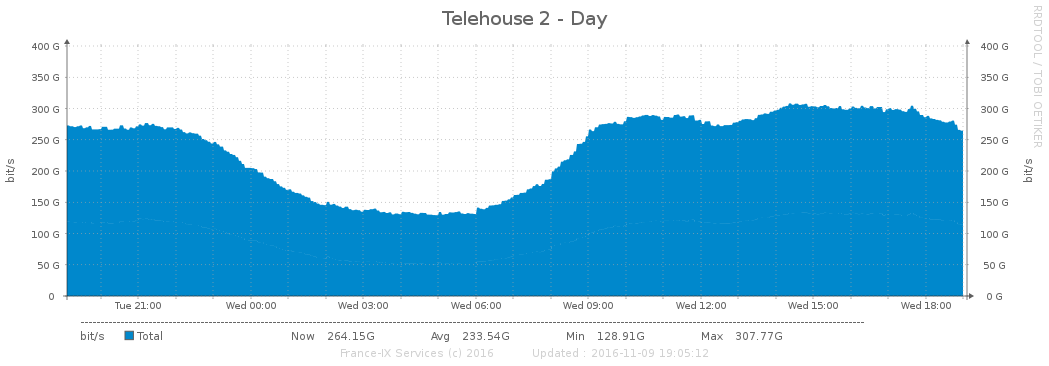 Telehouse 2 - Day
RRDTOOL / TOBI OETIKER
400 G 400 G
350 G 350 G
300 G 300 G
250 G 250 G
200 G 200 G
150 G 150 G
100 G 100 G
50 G 50 G
0 0 G
bit/s bit/s
Tue 21:00 Wed 00:00 Wed 03:00 Wed 06:00 Wed 09:00 Wed 12:00 Wed 15:00 Wed 18:00
bit/s Total Now 264.15G Avg 233.54G Min 128.91G Max 307.77G
France-IX Services (c) 2016 Updated : 2016-11-09 19:05:12